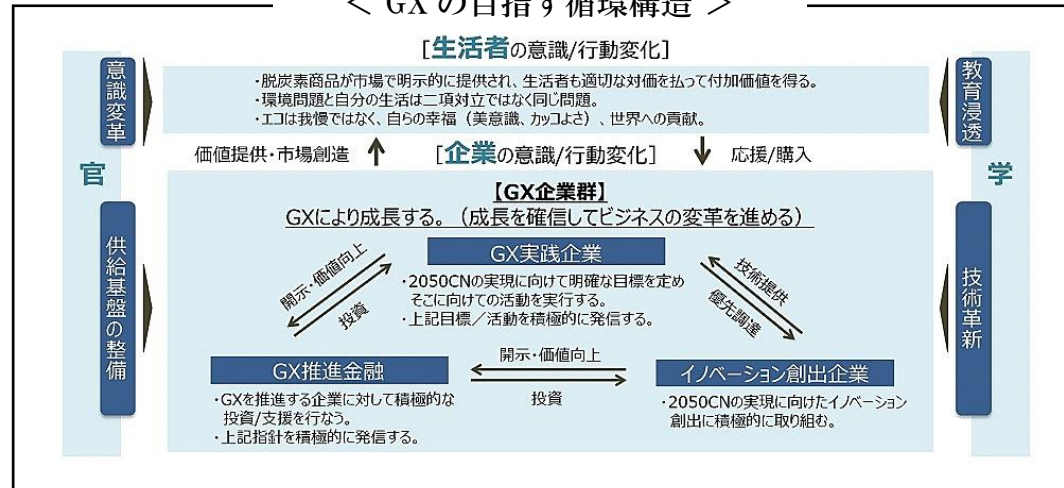 ＜ GXの目指す循環構造 ＞
[生活者の意識/行動変化]
・脱炭素商品が市場で明示的に提供され、生活者も適切な対価を払って付加価値を得る。
・環境問題と自分の生活は二項対立ではなく同じ問題。
・エコは我慢ではなく、自らの幸福（美意識、カッコよさ）、世界への貢献。
意識変革
教育浸透
官
学
価値提供・市場創造
[企業の意識/行動変化]
応援/購入
供給基盤の整備
技術革新
【GX企業群】
GXにより成長する。（成長を確信してビジネスの変革を進める）
GX実践企業
・2050CNの実現に向けて明確な目標を定め
そこに向けての活動を実行する。
・上記目標／活動を積極的に発信する。
開示・価値向上
投資
技術提供
優先調達
GX推進金融
・GXを推進する企業に対して積極的な
投資/支援を行なう。
・上記指針を積極的に発信する。
開示・価値向上
投資
イノベーション創出企業
・2050CNの実現に向けたイノベーション
創出に積極的に取り組む。